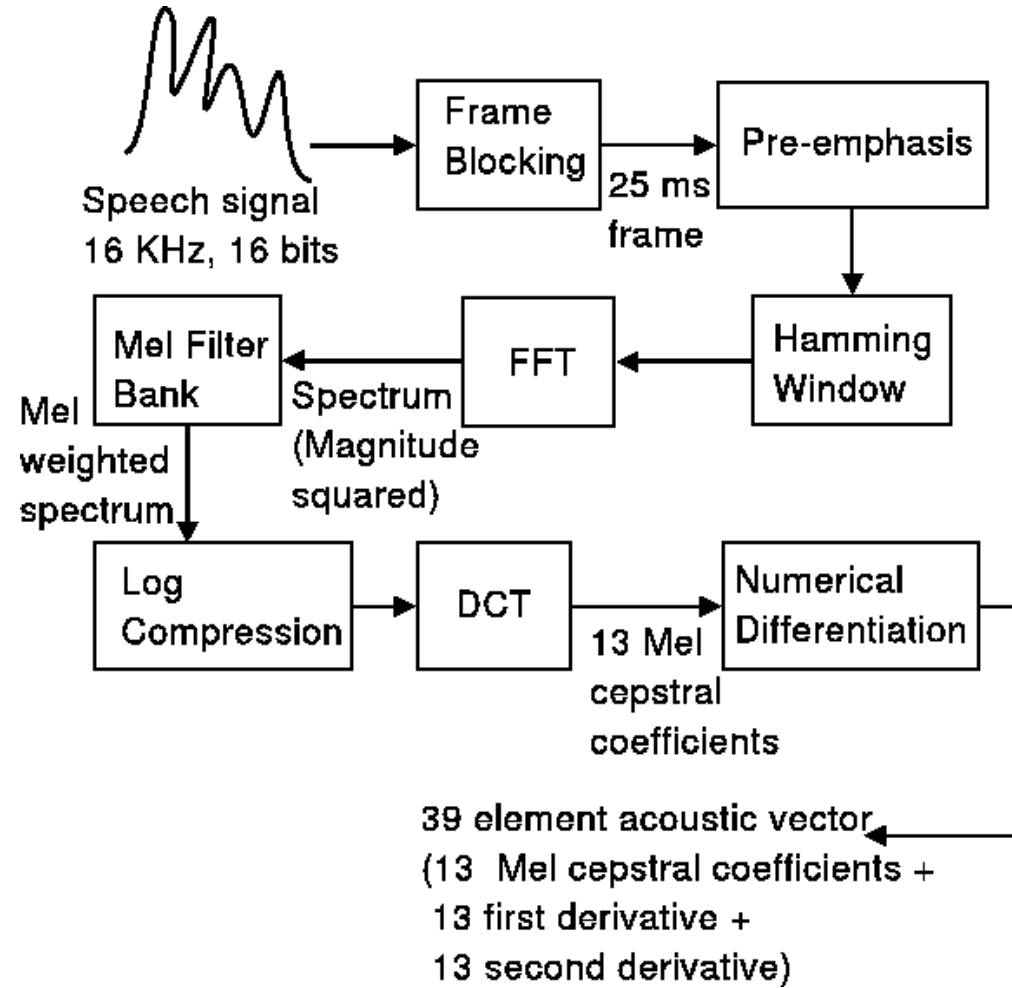 Speech signal
16 KHz, 16 bits
Frame
Blocking
25 ms
frame
Pre-emphasis
Hamming
Window
FFT
Spectrum
(Magnitude
squared)
Mel Filter
Bank
Mel
weighted
spectrum
Log
Compression
DCT
13 Mel
cepstral
coefficients
Numerical
Differentiation
39 element acoustic vector
(13 Mel cepstral coefficients +
13 first derivative +
13 second derivative)